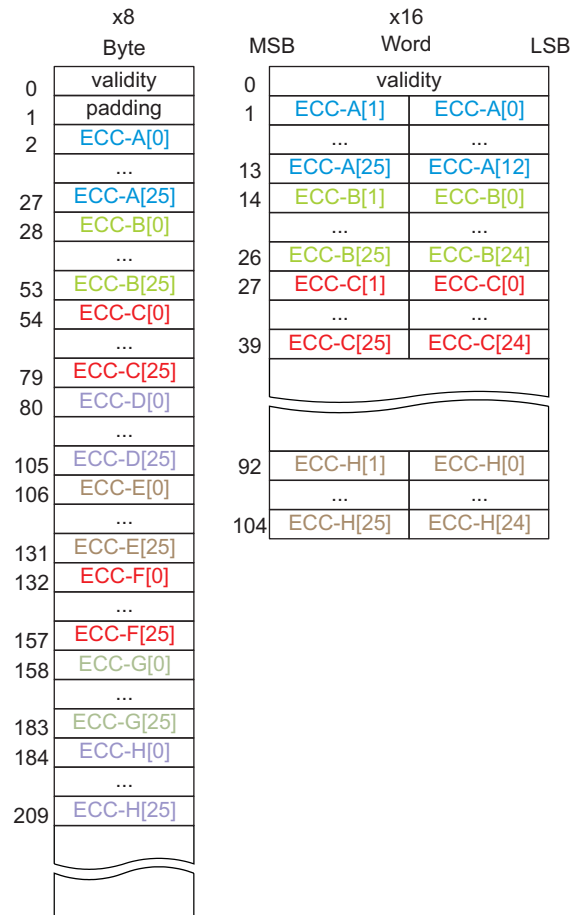 x8
Byte
0 validity
1 padding
2 ECC-A[0]
...
27 ECC-A[25]
28 ECC-B[0]
...
53 ECC-B[25]
54 ECC-C[0]
...
79 ECC-C[25]
80 ECC-D[0]
...
105 ECC-D[25]
106 ECC-E[0]
...
131 ECC-E[25]
132 ECC-F[0]
...
157 ECC-F[25]
158 ECC-G[0]
...
183 ECC-G[25]
184 ECC-H[0]
...
209 ECC-H[25]
x16
MSB Word LSB
0 validity
1 ECC-A[1] ECC-A[0]
... ...
13 ECC-A[25] ECC-A[12]
14 ECC-B[1] ECC-B[0]
... ...
26 ECC-B[25] ECC-B[24]
27 ECC-C[1] ECC-C[0]
... ...
39 ECC-C[25] ECC-C[24]
92 ECC-H[1] ECC-H[0]
... ...
104 ECC-H[25] ECC-H[24]